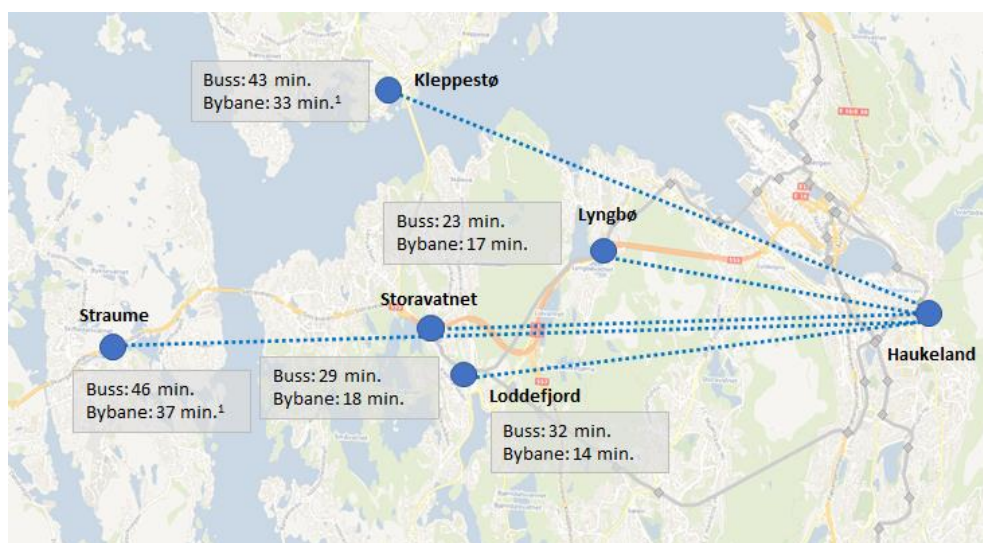 Buss: 43 min.
Bybane: 33 min.¹
Kleppestø
Buss: 23 min.
Bybane: 17 min.
Lyngbø
Straume
Storavatnet
Haukeland
Buss: 46 min.
Bybane: 37 min.¹
Buss: 29 min.
Bybane: 18 min.
Loddefjord
Buss: 32 min.
Bybane: 14 min.